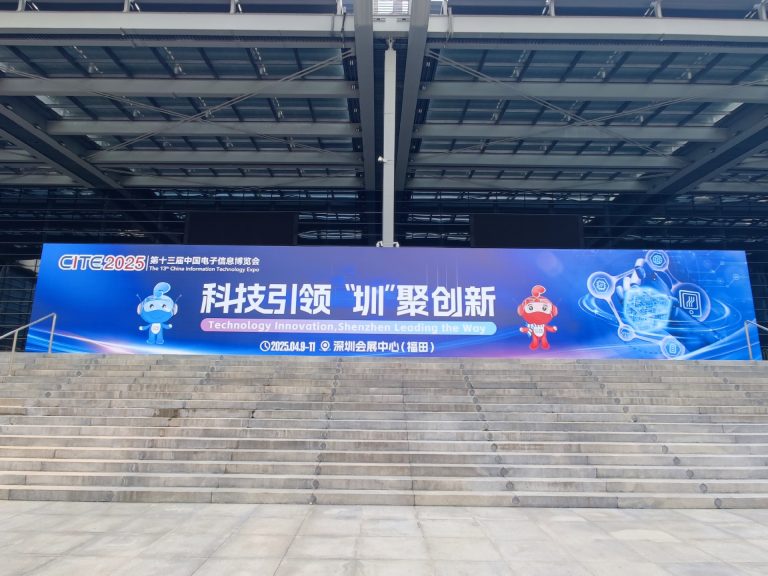 CITE2025
第十三届中国电子信息博览会
The 13th China Information Technology Expo
科技引领 “圳”聚创新
Technology Innovation,Shenzhen Leading the Way
2025.04.9-11 深圳会展中心(福田)